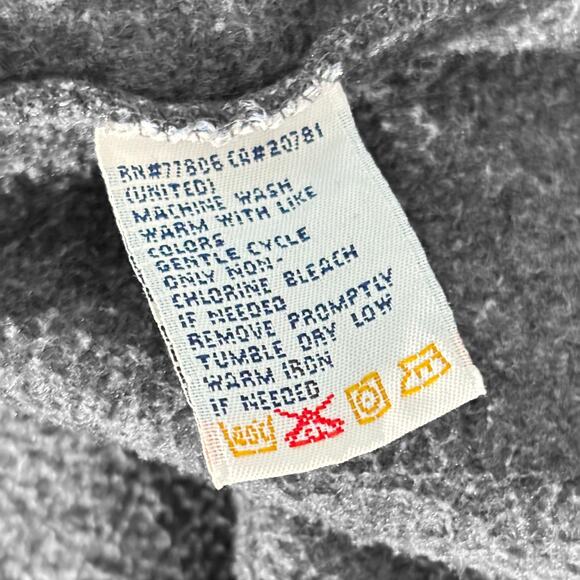 RN#77806 CA#20781
(UNITED)
MACHINE WASH
WARM WITH LIKE
COLORS
GENTLE CYCLE
ONLY NON-
CHLORINE BLEACH
IF NEEDED
REMOVE PROMPTLY
TUMBLE DRY LOW
WARM IRON
IF NEEDED